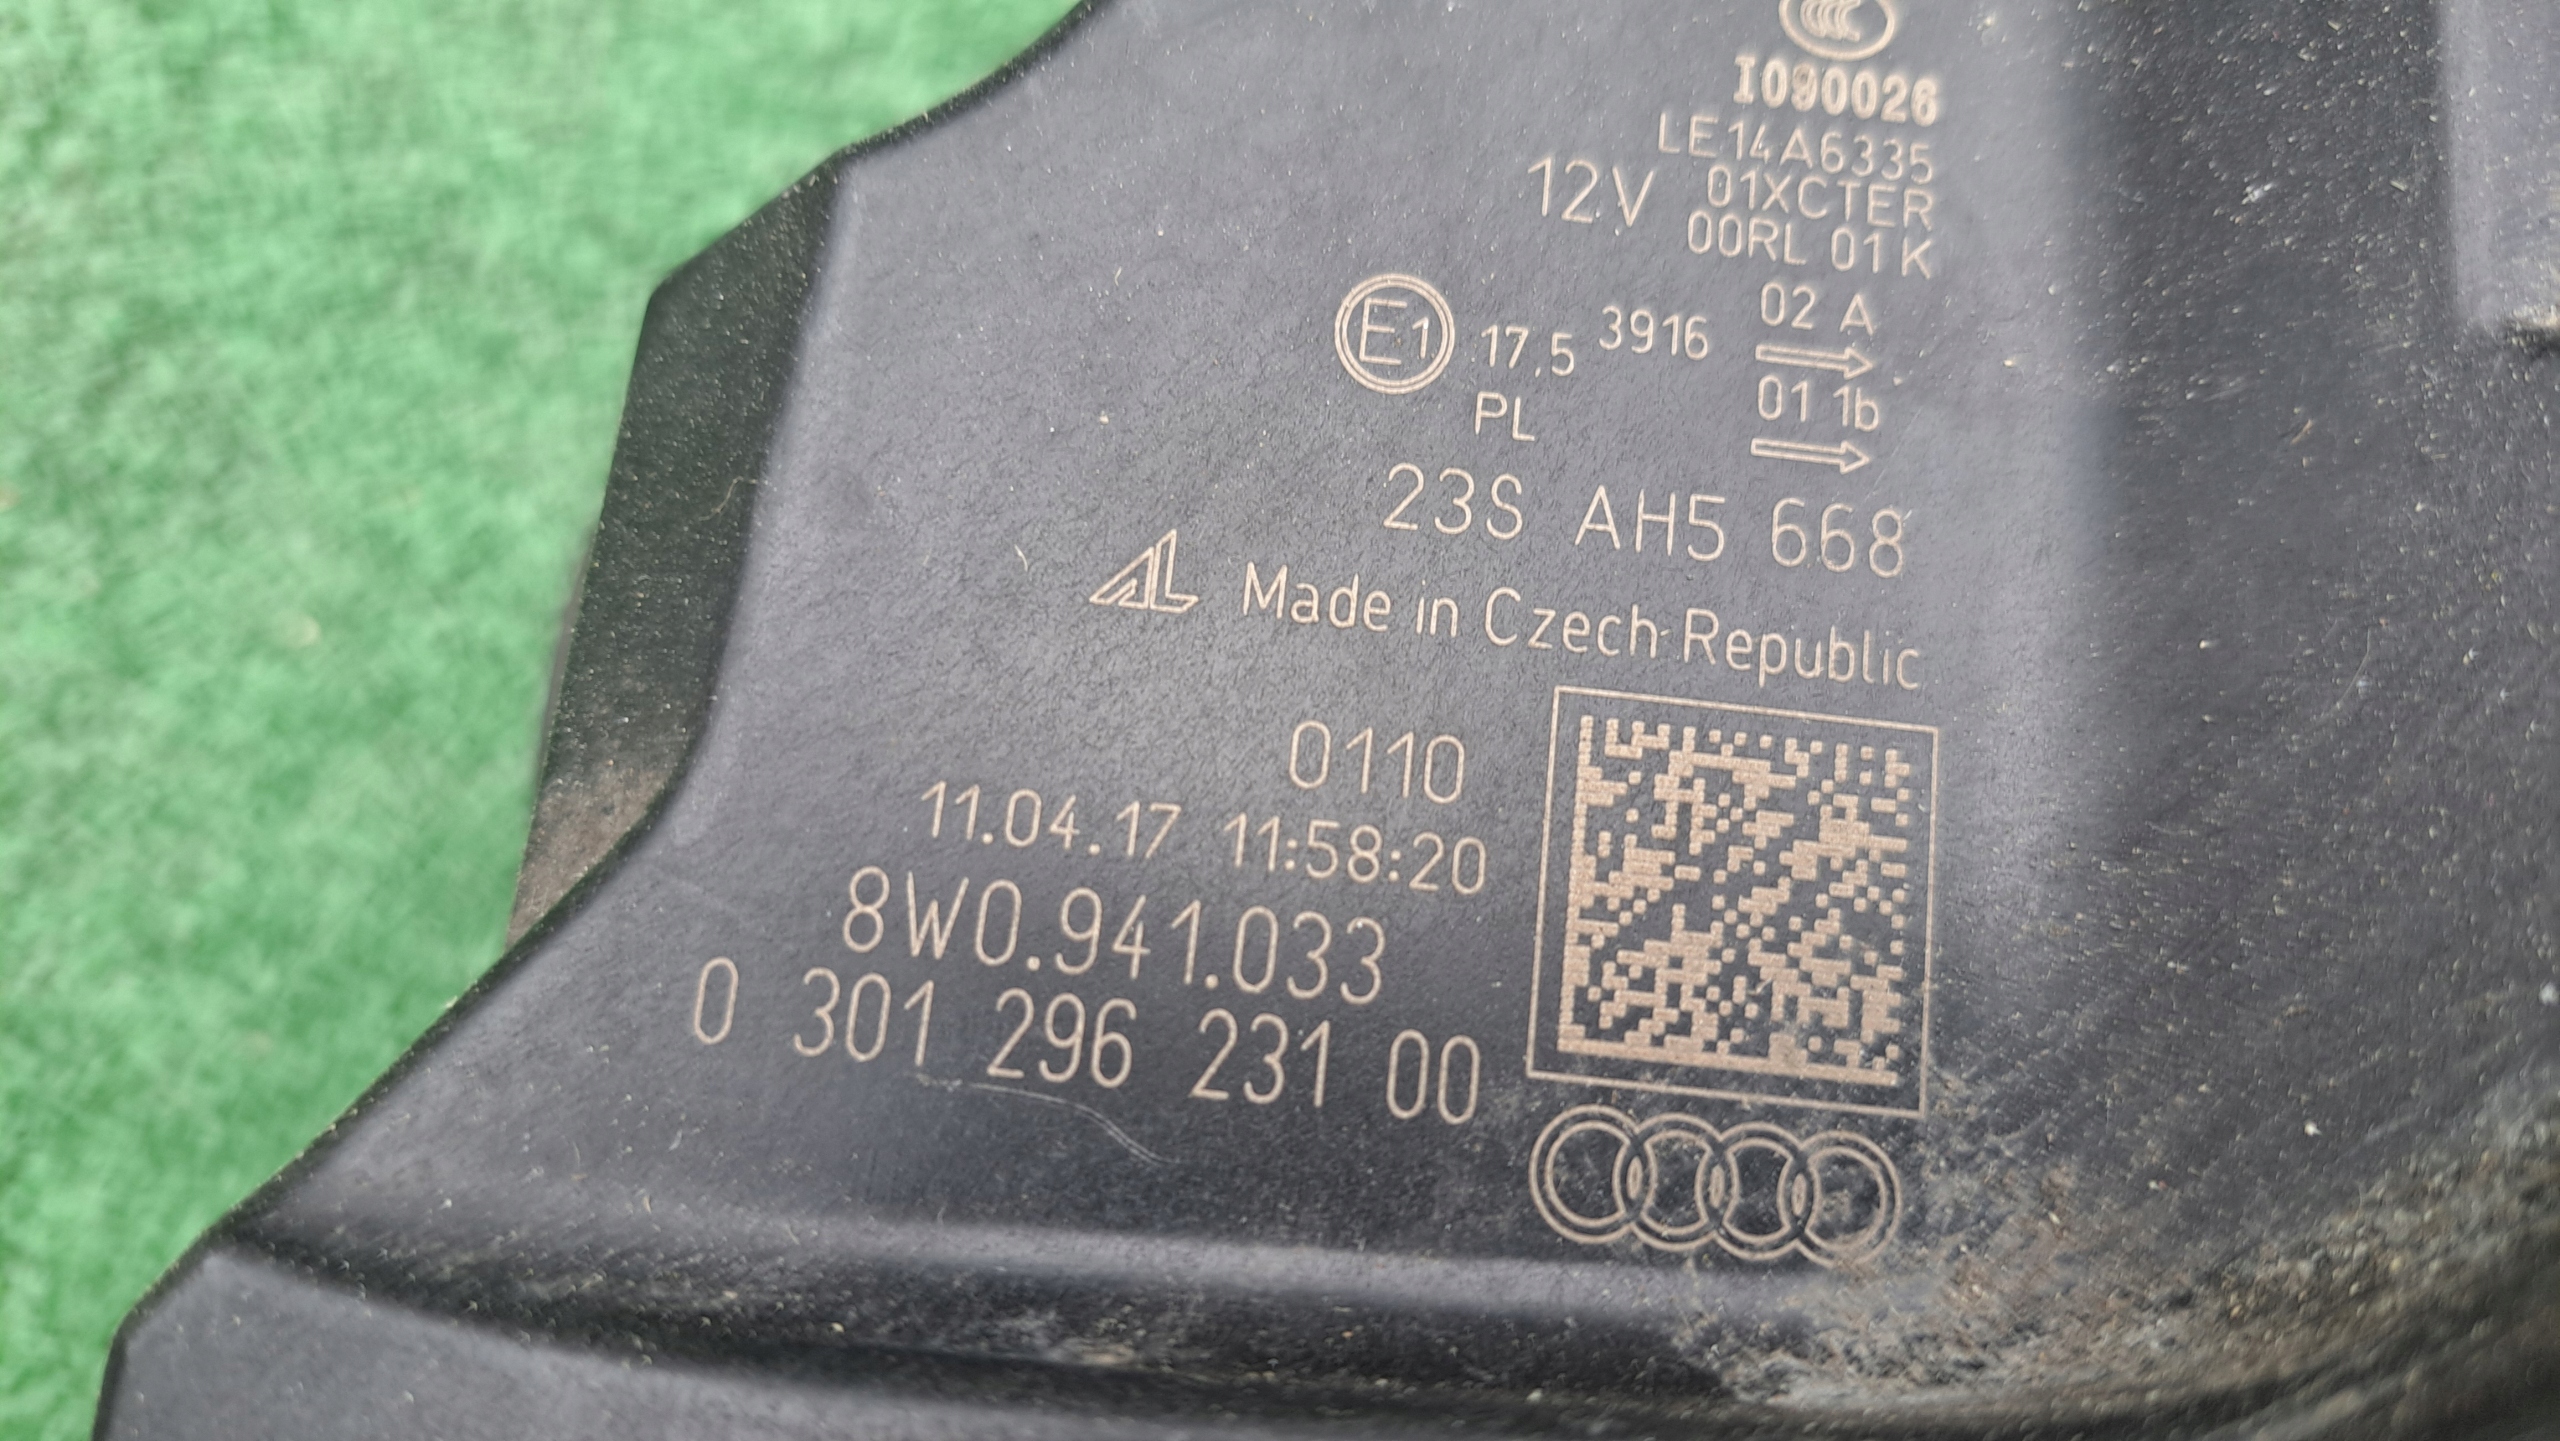 I090026
LE14A6335
12V 01XCTER
00RL 01K
E1 17,5 3916 02 A
PL 01 1b
23S AH5 668
AL Made in Czech Republic
0110
11.04.17 11:58:20
8W0.941.033
0 301 296 231 00